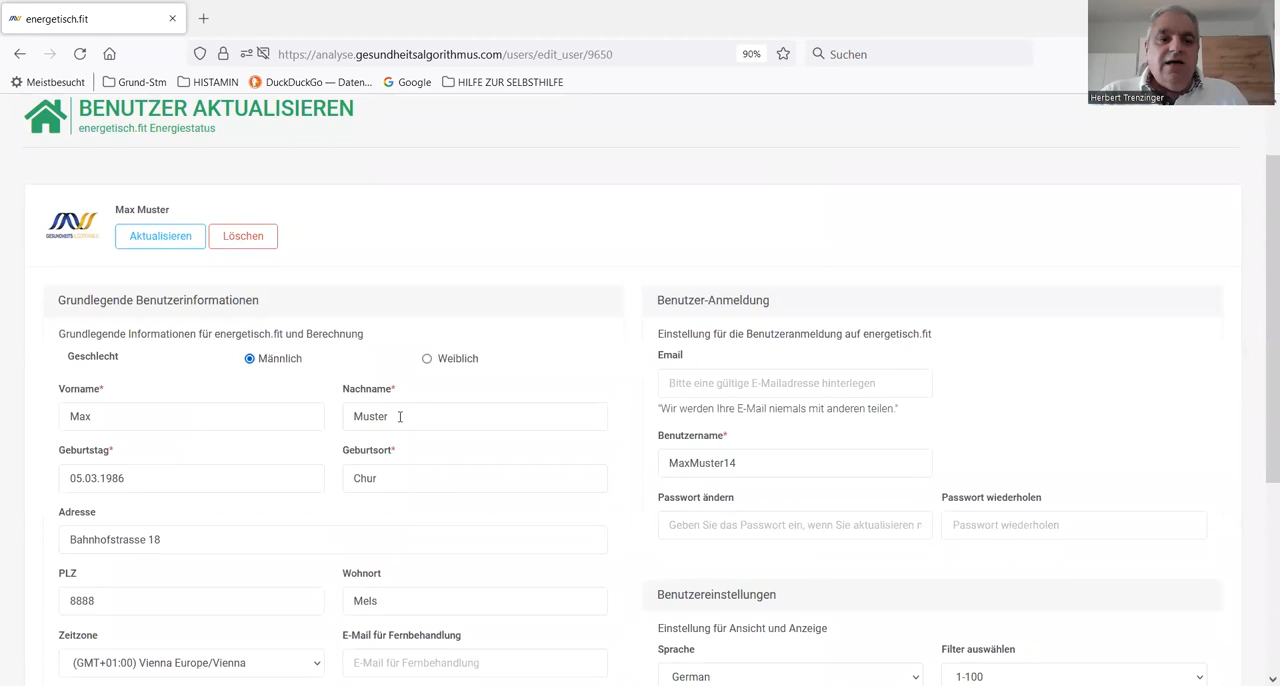 energetisch.fit
https://analyse.gesundheitsalgorithmus.com/users/edit_user/9650
90%
Suchen
Meistbesucht
Grund-Stm
HISTAMIN
DuckDuckGo — Daten...
Google
HILFE ZUR SELBSTHILFE
Herbert Trenzinger
BENUTZER AKTUALISIEREN
energetisch.fit Energiestatus
Max Muster
Aktualisieren
Löschen
Grundlegende Benutzerinformationen
Grundlegende Informationen für energetisch.fit und Berechnung
Geschlecht
Männlich
Weiblich
Vorname*
Nachname*
Max
Muster
Geburtstag*
Geburtsort*
05.03.1986
Chur
Adresse
Bahnhofstrasse 18
PLZ
Wohnort
8888
Mels
Zeitzone
E-Mail für Fernbehandlung
(GMT+01:00) Vienna Europe/Vienna
E-Mail für Fernbehandlung
Benutzer-Anmeldung
Einstellung für die Benutzeranmeldung auf energetisch.fit
Email
Bitte eine gültige E-Mailadresse hinterlegen
"Wir werden Ihre E-Mail niemals mit anderen teilen."
Benutzername*
MaxMuster14
Passwort ändern
Passwort wiederholen
Geben Sie das Passwort ein, wenn Sie aktualisieren
Passwort wiederholen
Benutzereinstellungen
Einstellung für Ansicht und Anzeige
Sprache
Filter auswählen
German
1-100